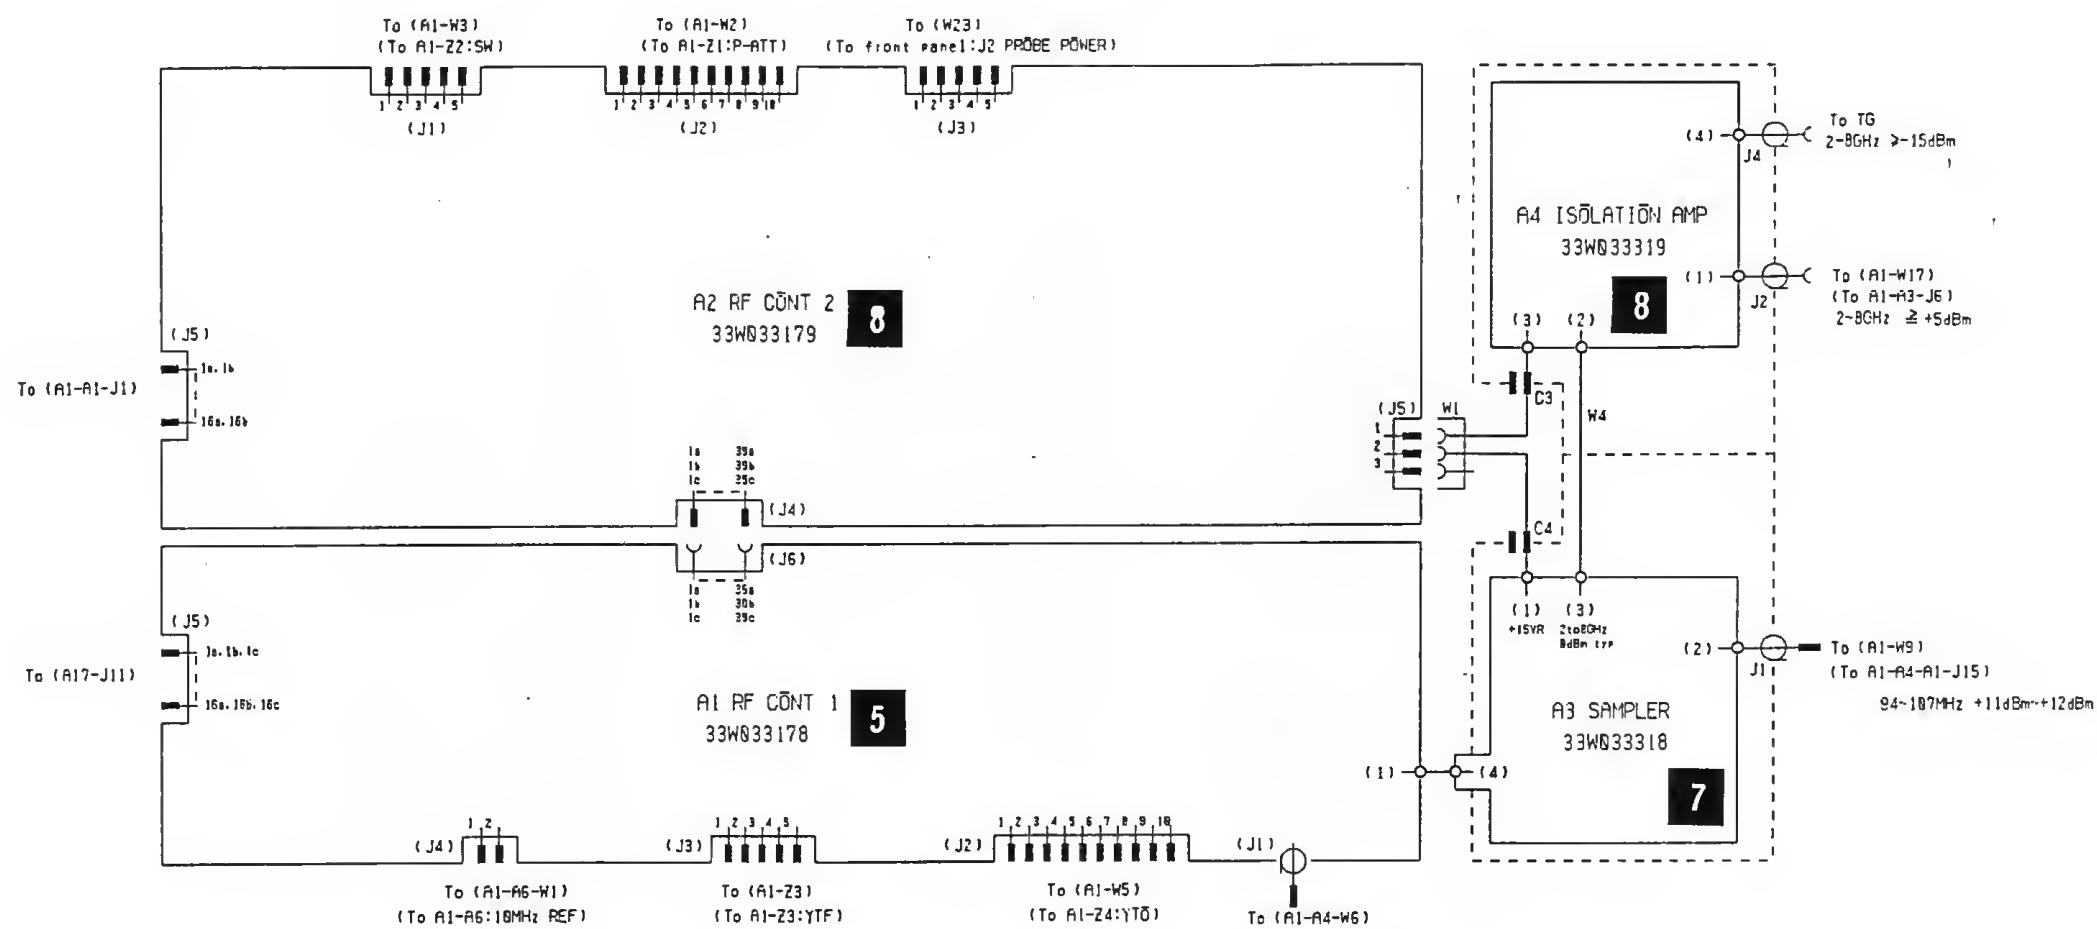 To (A1-W3)
(To A1-Z2:SW)
To (A1-W2)
(To A1-Z1:P-ATT)
To (W23)
(To front panel:J2 PRŌBE PŌWER)
1 2 3 4 5
(J1)
1 2 3 4 5 6 7 8 9 10
(J2)
1 2 3 4 5
(J3)
To TG
2-8GHz ≥-15dBm
(4)
J4
A4 ISŌLATIŌN AMP
33W033319
8
(1)
J2
To (A1-W17)
(To A1-A3-J6)
2~8GHz ≧ +5dBm
(3) (2)
A2 RF CŌNT 2
33W033179
8
(J5)
1a.1b
16a.16b
To (A1-A1-J1)
C3
W4
(J5) W1
1
2
3
1a
1b
1c
39a
39b
(J4)
C4
(J6)
1a
1b
1c
39c
(1) (3)
+15VR
2to8GHz
0dBm typ
(J5)
1a.1b.1c
16a.16b.16c
To (A17-J11)
A1 RF CŌNT 1
33W033178
5
(2)
J1
To (A1-W9)
(To A1-A4-A1-J15)
94~107MHz +11dBm~+12dBm
A3 SAMPLER
33W033318
7
(1) (4)
1 2
(J4)
1 2 3 4 5
(J3)
1 2 3 4 5 6 7 8 9 10
(J2)
(J1)
To (A1-A6-W1)
(To A1-A6:10MHz REF)
To (A1-Z3)
(To A1-Z3:YTF)
To (A1-W5)
(To A1-Z4:YTŌ)
To (A1-A4-W6)